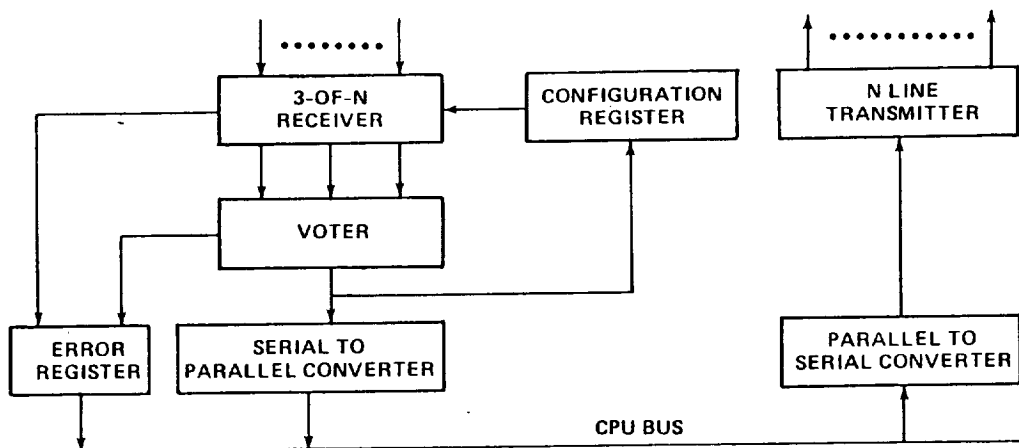 3-OF-N
RECEIVER
CONFIGURATION
REGISTER
N LINE
TRANSMITTER
VOTER
ERROR
REGISTER
SERIAL TO
PARALLEL CONVERTER
PARALLEL TO
SERIAL CONVERTER
CPU BUS